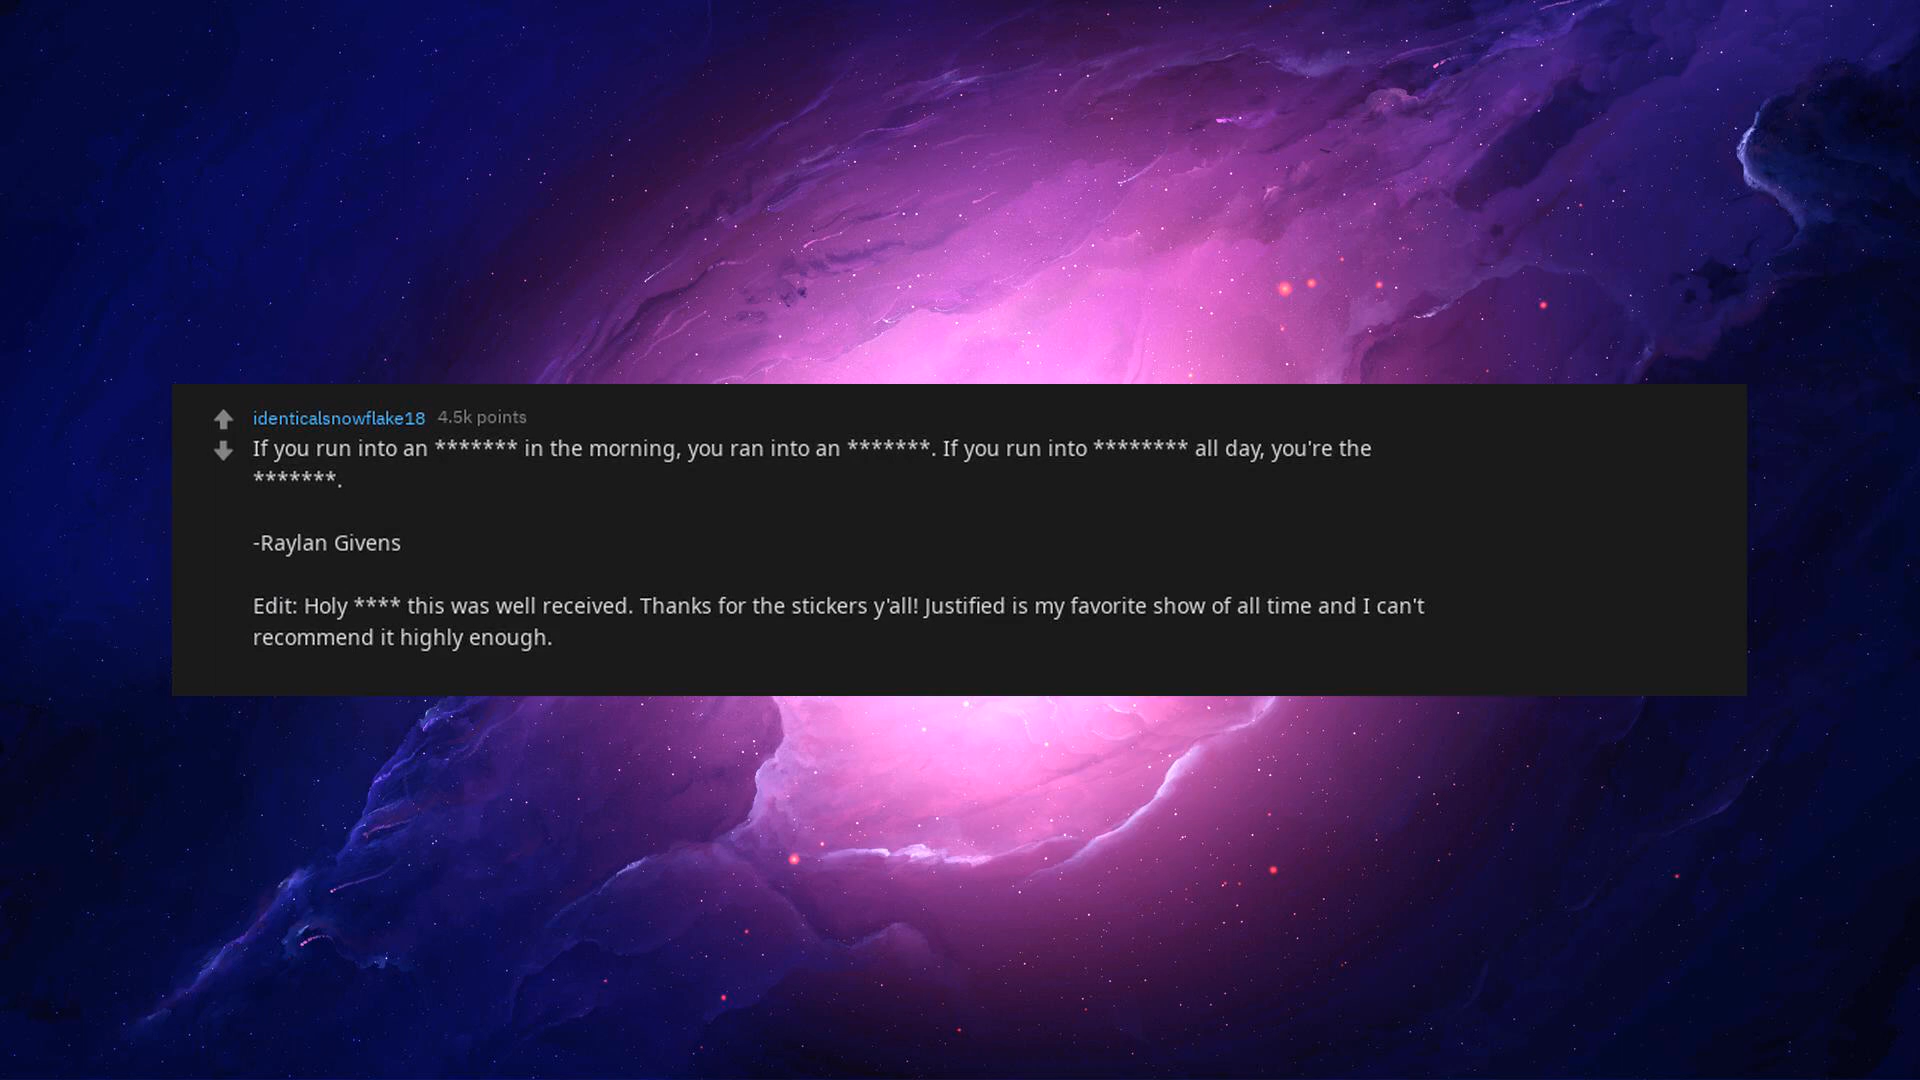 identicalsnowflake18 4.5k points
If you run into an ******* in the morning, you ran into an *******. If you run into ******** all day, you're the
*******.
-Raylan Givens
Edit: Holy **** this was well received. Thanks for the stickers y'all! Justified is my favorite show of all time and I can't
recommend it highly enough.